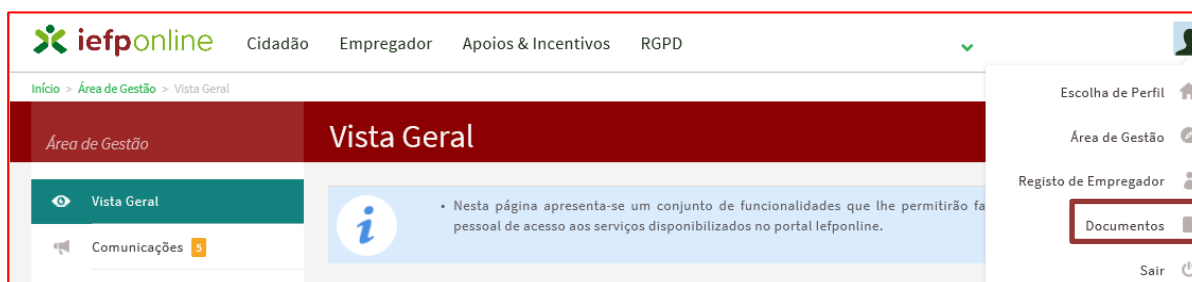 iefponline Cidadão Empregador Apoios & Incentivos RGPD
Início > Área de Gestão > Vista Geral
Escolha de Perfil
Área de Gestão
Vista Geral
Área de Gestão
Registo de Empregador
Vista Geral
• Nesta página apresenta-se um conjunto de funcionalidades que lhe permitirão fa
pessoal de acesso aos serviços disponibilizados no portal Iefponline.
Documentos
Comunicações 5
Sair